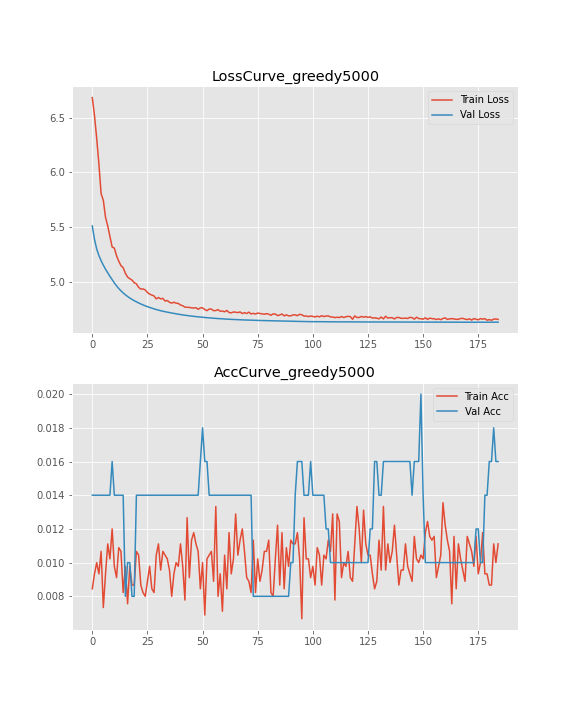 LossCurve_greedy5000
Train Loss
Val Loss
6.5
6.0
5.5
5.0
0 25 50 75 100 125 150 175
AccCurve_greedy5000
Train Acc
Val Acc
0.020
0.018
0.016
0.014
0.012
0.010
0.008
0 25 50 75 100 125 150 175